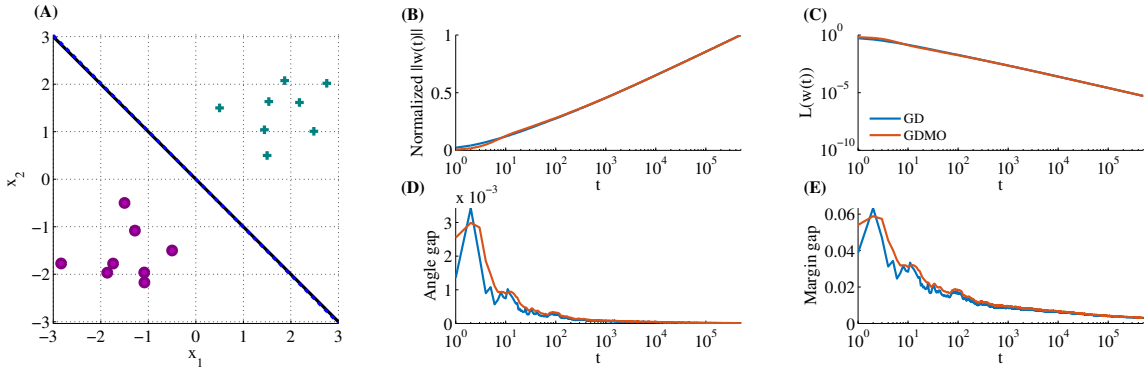 (A)
3
2
1
0
−1
−2
−3
−3 −2 −1 0 1 2 3
x_2
x_1
(B)
1
0.5
0
Normalized ||w(t)||
10^0 10^1 10^2 10^3 10^4 10^5
t
(C)
10^0
10^−5
10^−10
L(w(t))
GD
GDMO
10^0 10^1 10^2 10^3 10^4 10^5
t
(D)
x 10^−3
3
2
1
0
Angle gap
10^0 10^1 10^2 10^3 10^4 10^5
t
(E)
0.06
0.04
0.02
0
Margin gap
10^0 10^1 10^2 10^3 10^4 10^5
t